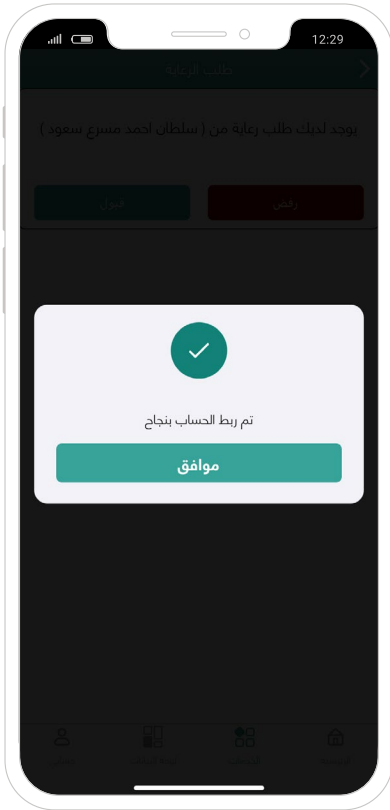 12:29
طلب الرعاية
يوجد لديك طلب رعاية من ( سلطان احمد مسرع سعود )
رفض
قبول
تم ربط الحساب بنجاح
موافق